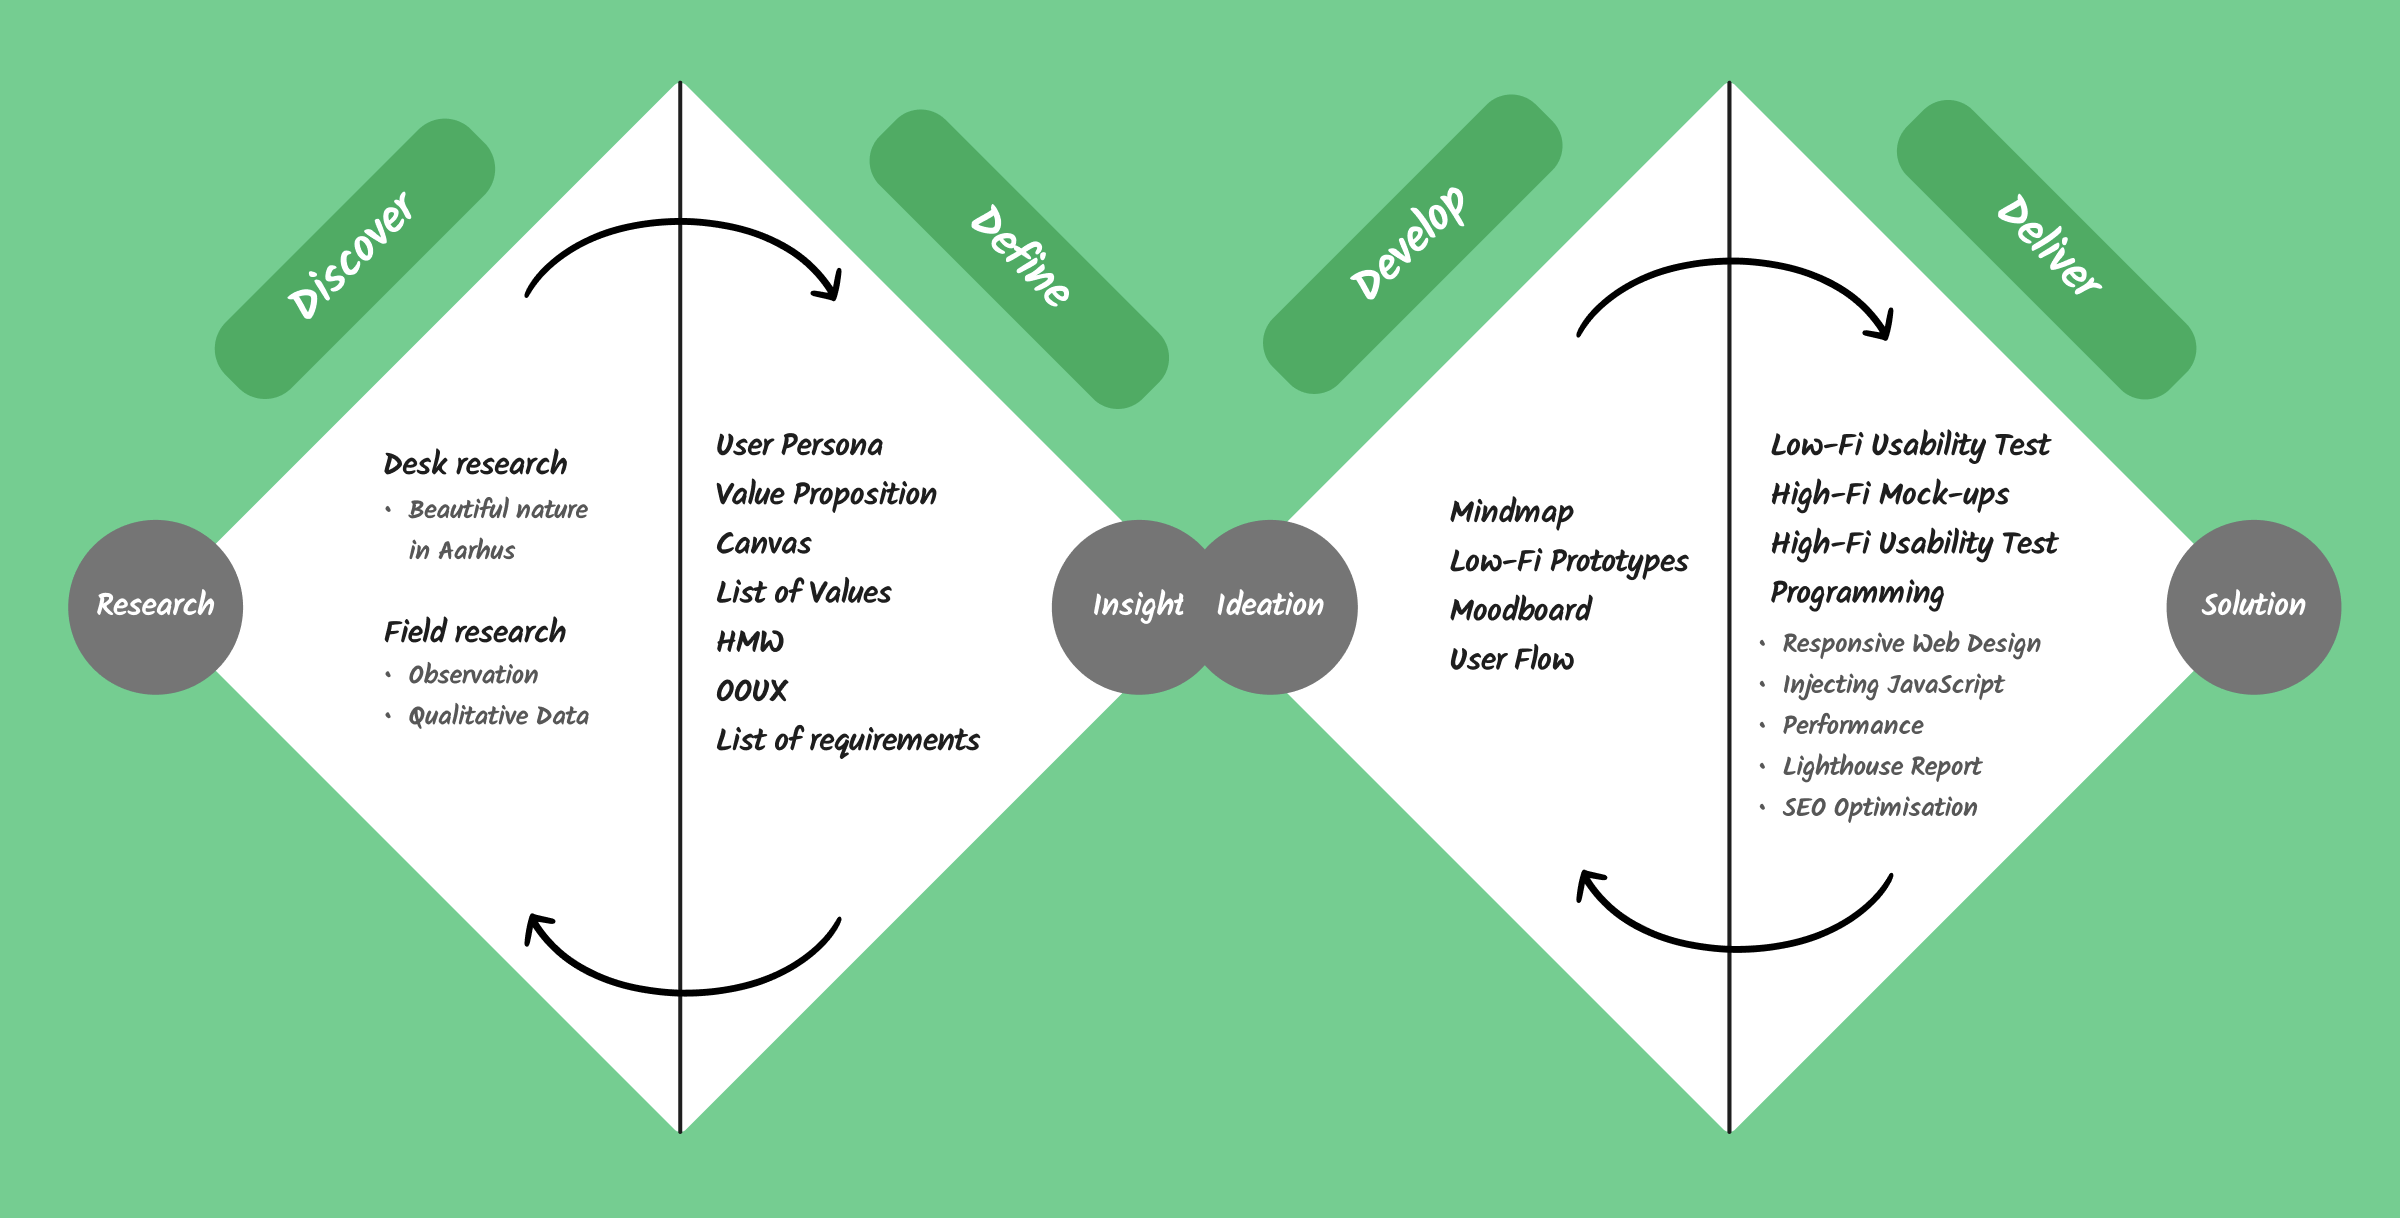 Discover
Define
Develop
Deliver
Research
Desk research
• Beautiful nature
in Aarhus
Field research
• Observation
• Qualitative Data
User Persona
Value Proposition
Canvas
List of Values
HMW
OOUX
List of requirements
Insight
Ideation
Mindmap
Low-Fi Prototypes
Moodboard
User Flow
Low-Fi Usability Test
High-Fi Mock-ups
High-Fi Usability Test
Programming
• Responsive Web Design
• Injecting JavaScript
• Performance
• Lighthouse Report
• SEO Optimisation
Solution